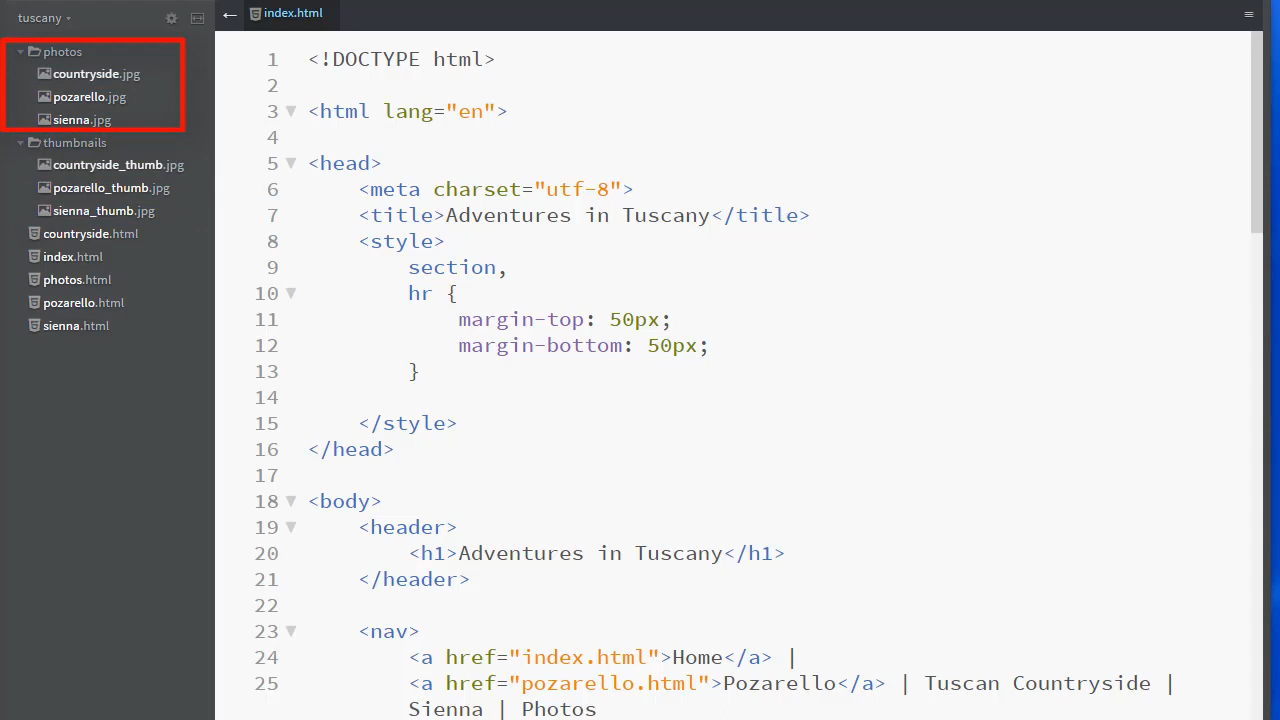 tuscany
photos
countryside.jpg
pozarello.jpg
sienna.jpg
thumbnails
countryside_thumb.jpg
pozarello_thumb.jpg
sienna_thumb.jpg
countryside.html
index.html
photos.html
pozarello.html
sienna.html
index.html
1 <!DOCTYPE html>
2
3 <html lang="en">
4
5 <head>
6 <meta charset="utf-8">
7 <title>Adventures in Tuscany</title>
8 <style>
9 section,
10 hr {
11 margin-top: 50px;
12 margin-bottom: 50px;
13 }
14
15 </style>
16 </head>
17
18 <body>
19 <header>
20 <h1>Adventures in Tuscany</h1>
21 </header>
22
23 <nav>
24 <a href="index.html">Home</a> |
25 <a href="pozarello.html">Pozarello</a> | Tuscan Countryside |
Sienna | Photos